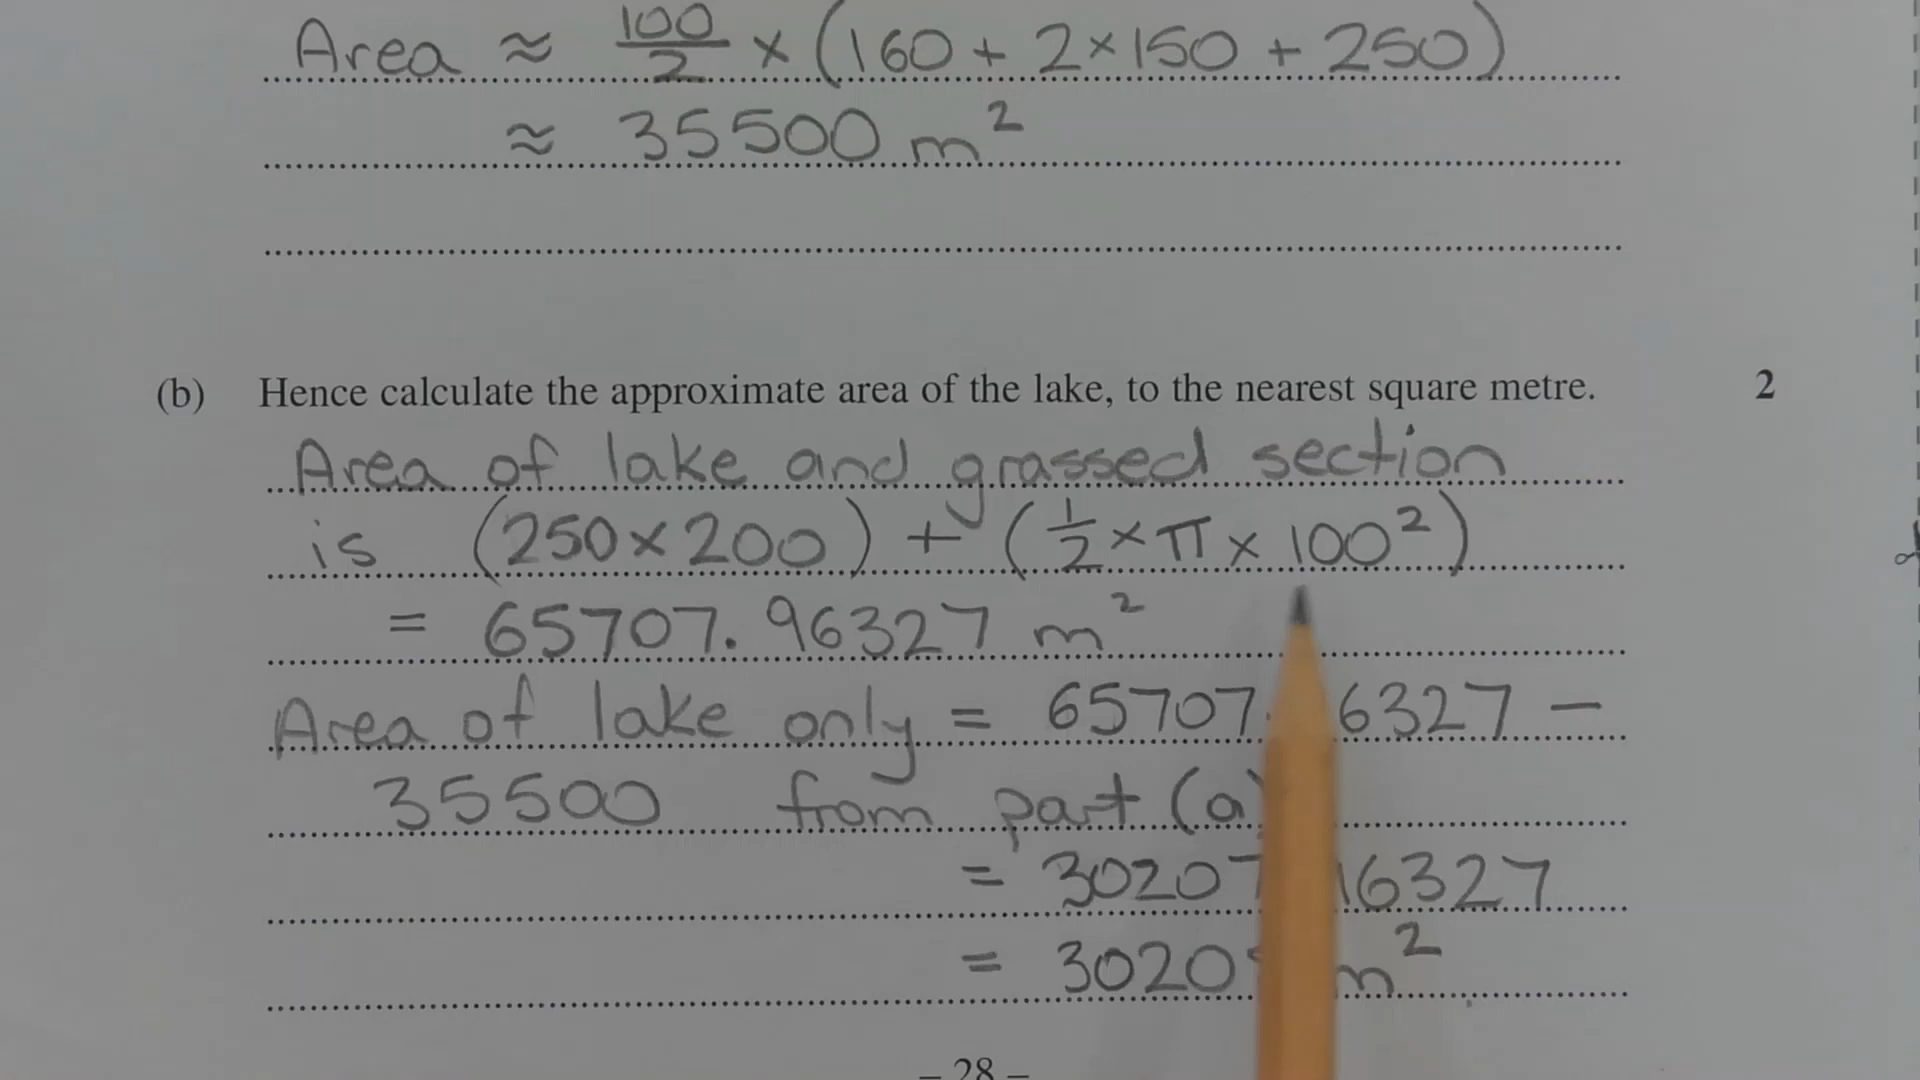 Area ≈ 100/2 × (160 + 2×150 + 250)
≈ 35500 m²
(b) Hence calculate the approximate area of the lake, to the nearest square metre. 2
Area of lake and grassed section
is (250×200) + (½ × π × 100²)
= 65707.96327 m²
Area of lake only = 65707. 6327 –
35500 from part (a)
= 30207 6327
= 3020 m²
– 28 –